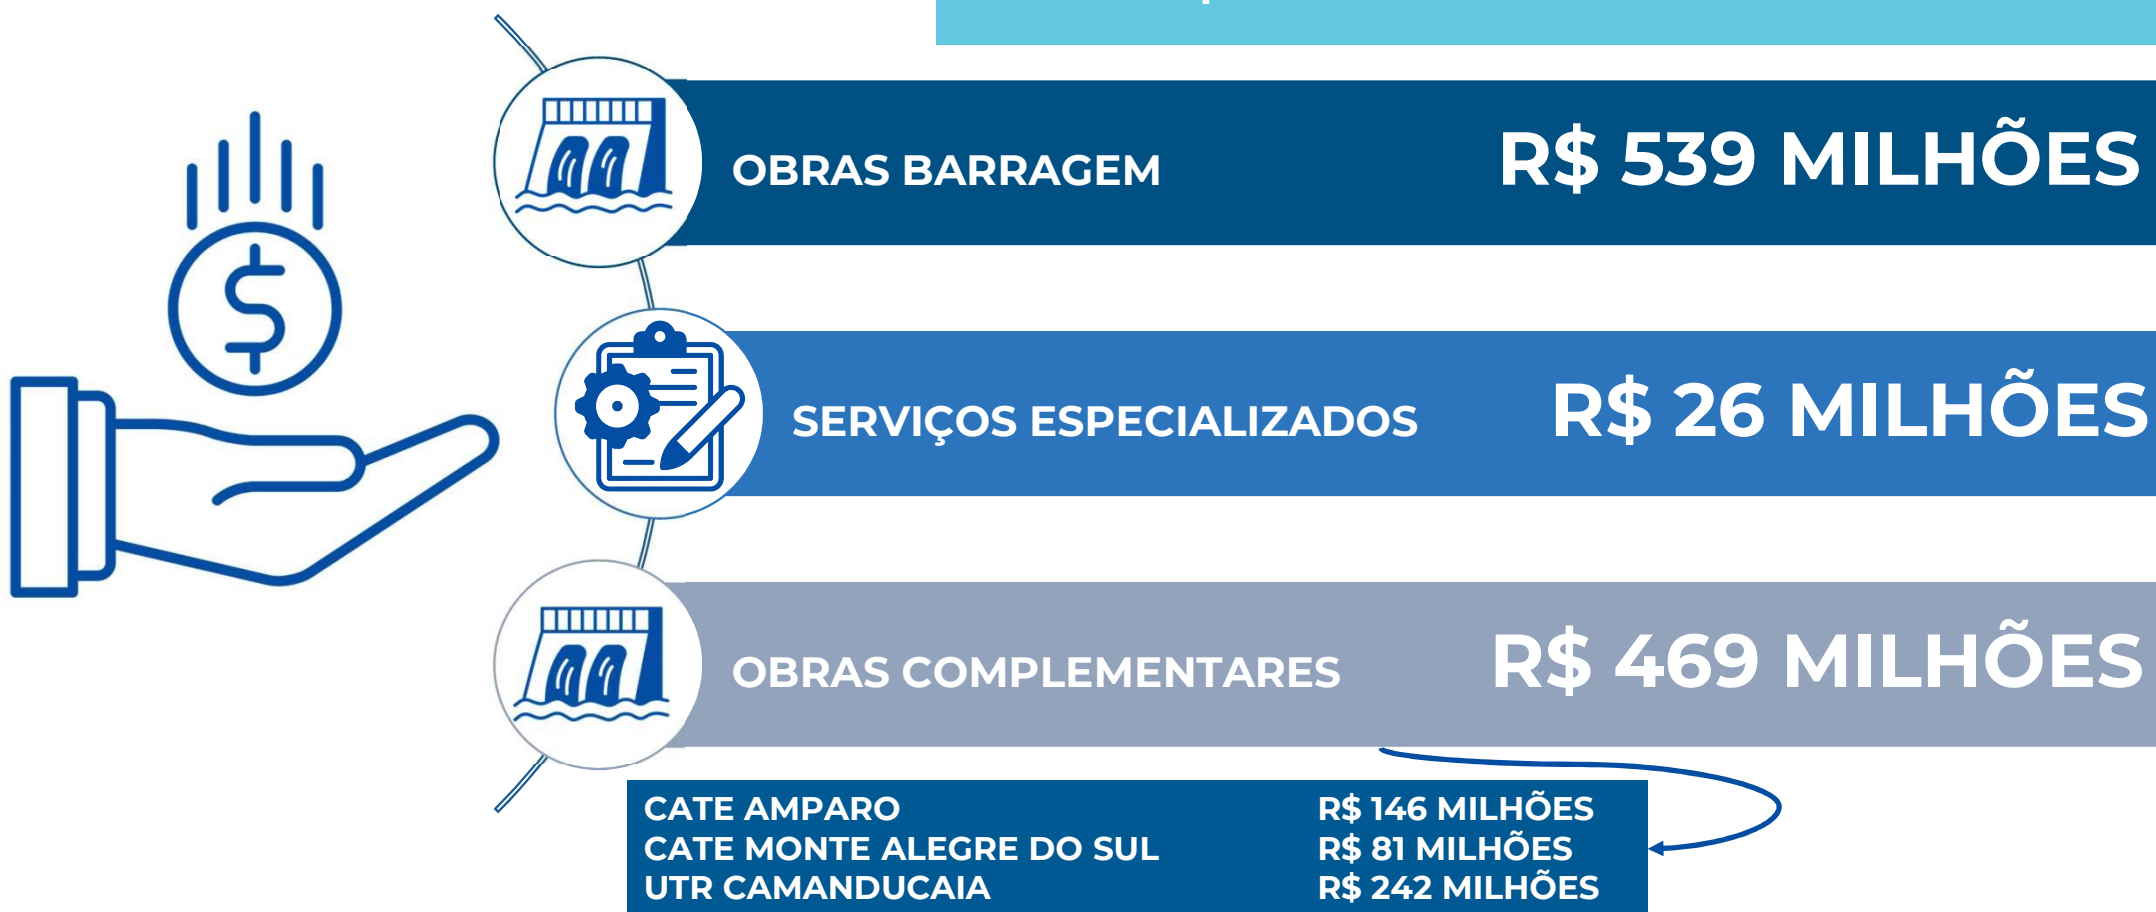 OBRAS BARRAGEM R$ 539 MILHÕES
SERVIÇOS ESPECIALIZADOS R$ 26 MILHÕES
OBRAS COMPLEMENTARES R$ 469 MILHÕES
CATE AMPARO R$ 146 MILHÕES
CATE MONTE ALEGRE DO SUL R$ 81 MILHÕES
UTR CAMANDUCAIA R$ 242 MILHÕES